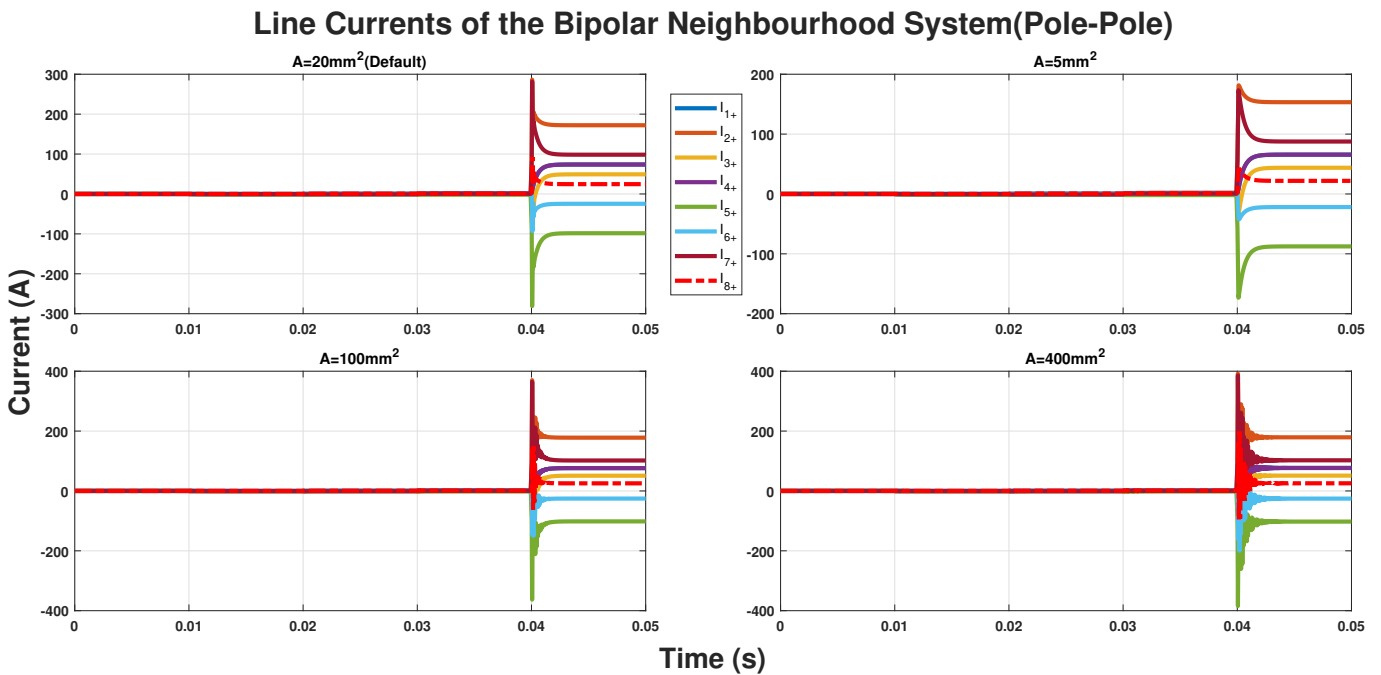 Line Currents of the Bipolar Neighbourhood System(Pole-Pole)
A=20mm²(Default)
300
200
100
0
-100
-200
-300
0 0.01 0.02 0.03 0.04 0.05
I1+
I2+
I3+
I4+
I5+
I6+
I7+
I8+
A=5mm²
200
100
0
-100
-200
0 0.01 0.02 0.03 0.04 0.05
Current (A)
A=100mm²
400
200
0
-200
-400
0 0.01 0.02 0.03 0.04 0.05
A=400mm²
400
200
0
-200
-400
0 0.01 0.02 0.03 0.04 0.05
Time (s)